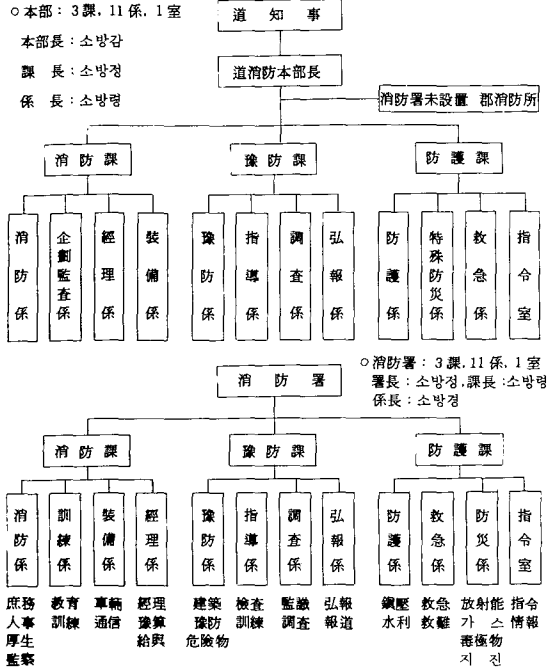 ○本部: 3課, 11係, 1室
本部長: 소방감
課 長: 소방정
係 長: 소방령
道 知 事
道消防本部長
消防署未設置 郡消防所
消防課
豫防課
防護課
消防係
企劃監査係
經理係
裝備係
豫防係
指導係
調査係
弘報係
防護係
特殊防災係
救急係
指令室
○消防署: 3課, 11係, 1室
署長: 소방정, 課長: 소방령
係長: 소방경
消防署
消防課
豫防課
防護課
消防係
訓練係
裝備係
經理係
豫防係
指導係
調査係
弘報係
防護係
救急係
防災係
指令室
庶務 教育 車輛 經理 建築 檢査 監識 弘報 鎭壓 救急 放射能 指令
人事 訓練 通信 豫算 豫防 訓練 調査 報道 水利 救難 가 스 情報
厚生 給與 危險物 毒極物
監察 지 진